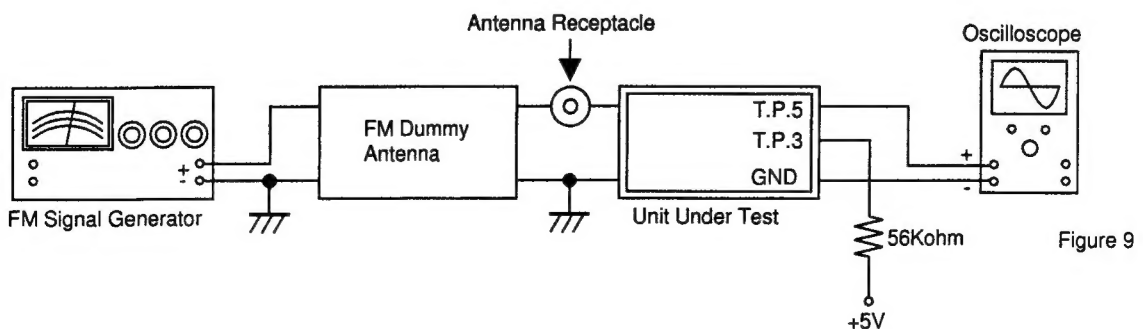 Antenna Receptacle
Oscilloscope
FM Dummy
Antenna
T.P.5
T.P.3
GND
+
-
+
-
FM Signal Generator
Unit Under Test
56Kohm
Figure 9
+5V